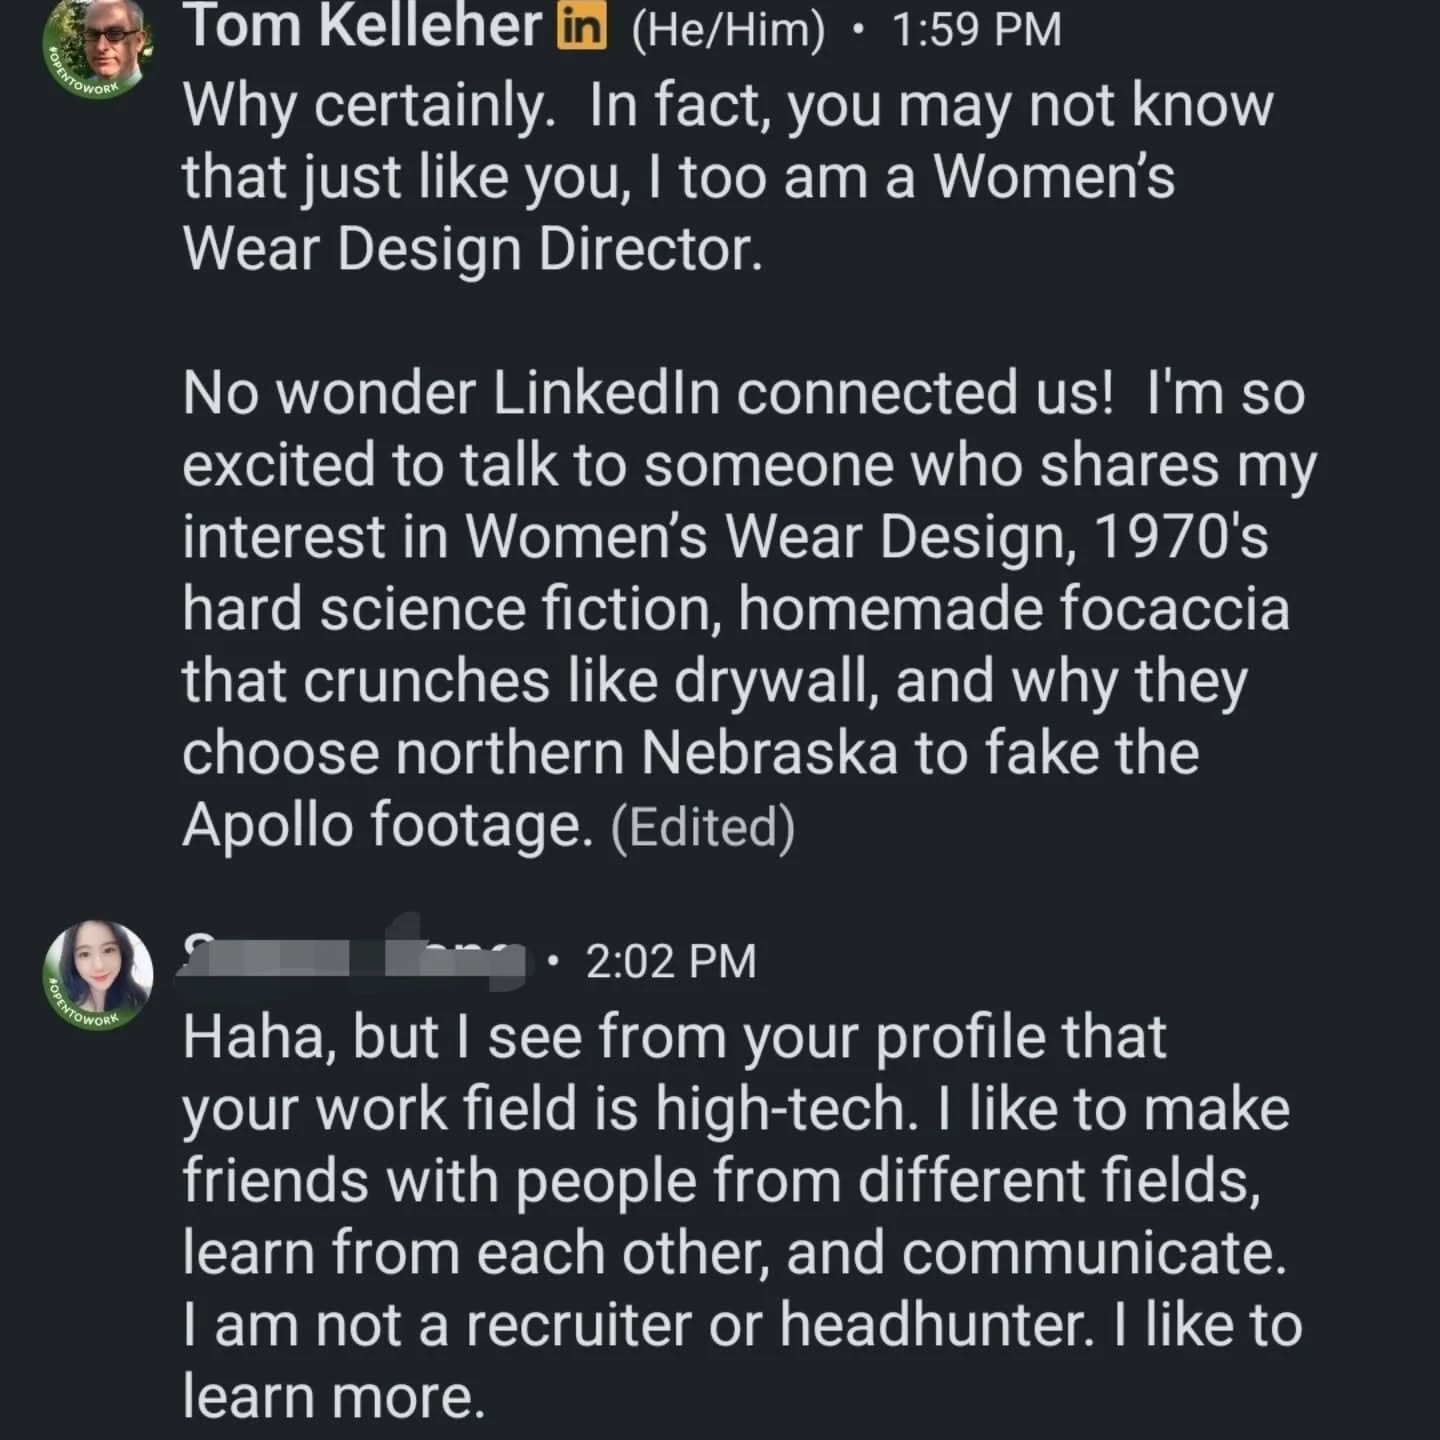 Tom Kelleher in (He/Him) • 1:59 PM
#OPENTOWORK
Why certainly.  In fact, you may not know
that just like you, I too am a Women’s
Wear Design Director.
No wonder LinkedIn connected us!  I'm so
excited to talk to someone who shares my
interest in Women’s Wear Design, 1970's
hard science fiction, homemade focaccia
that crunches like drywall, and why they
choose northern Nebraska to fake the
Apollo footage. (Edited)
• 2:02 PM
#OPENTOWORK
Haha, but I see from your profile that
your work field is high-tech. I like to make
friends with people from different fields,
learn from each other, and communicate.
I am not a recruiter or headhunter. I like to
learn more.